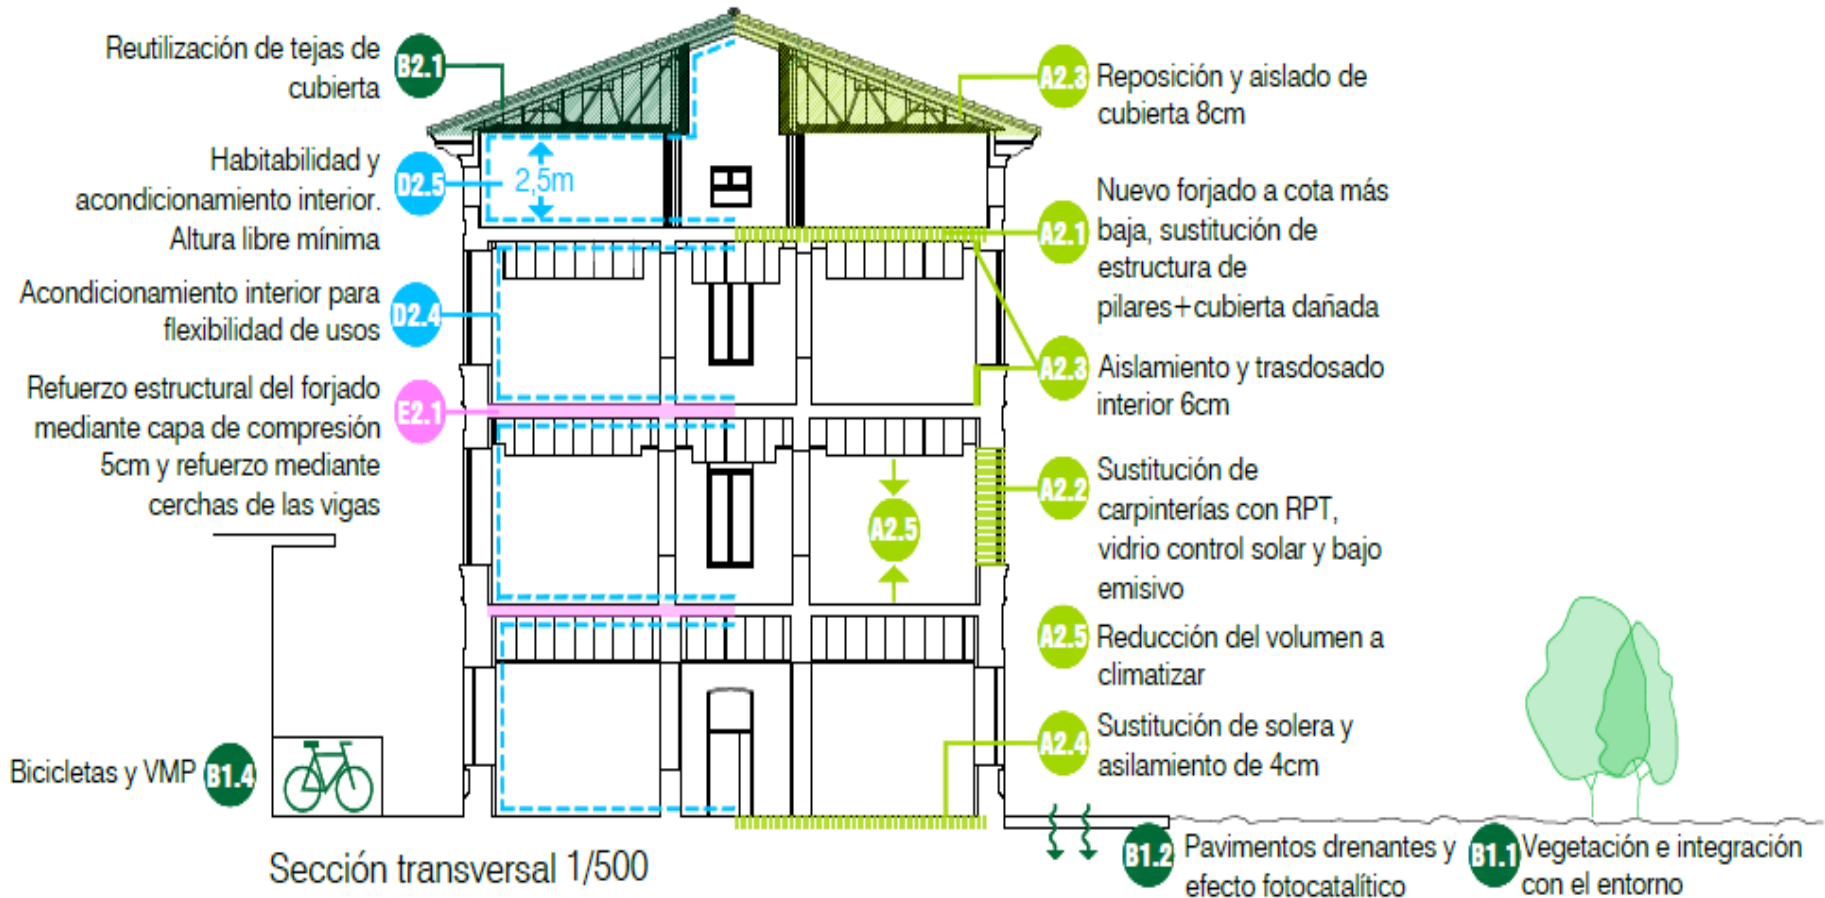 Reutilización de tejas de
cubierta
B2.1
Habitabilidad y
acondicionamiento interior.
Altura libre mínima
D2.5
2,5m
Acondicionamiento interior para
flexibilidad de usos
D2.4
Refuerzo estructural del forjado
mediante capa de compresión
5cm y refuerzo mediante
cerchas de las vigas
E2.1
Bicicletas y VMP
B1.4
A2.3
Reposición y aislado de
cubierta 8cm
A2.1
Nuevo forjado a cota más
baja, sustitución de
estructura de
pilares+cubierta dañada
A2.3
Aislamiento y trasdosado
interior 6cm
A2.2
Sustitución de
carpinterías con RPT,
vidrio control solar y bajo
emisivo
A2.5
A2.5
Reducción del volumen a
climatizar
A2.4
Sustitución de solera y
asilamiento de 4cm
B1.2
Pavimentos drenantes y
efecto fotocatalítico
B1.1
Vegetación e integración
con el entorno
Sección transversal 1/500